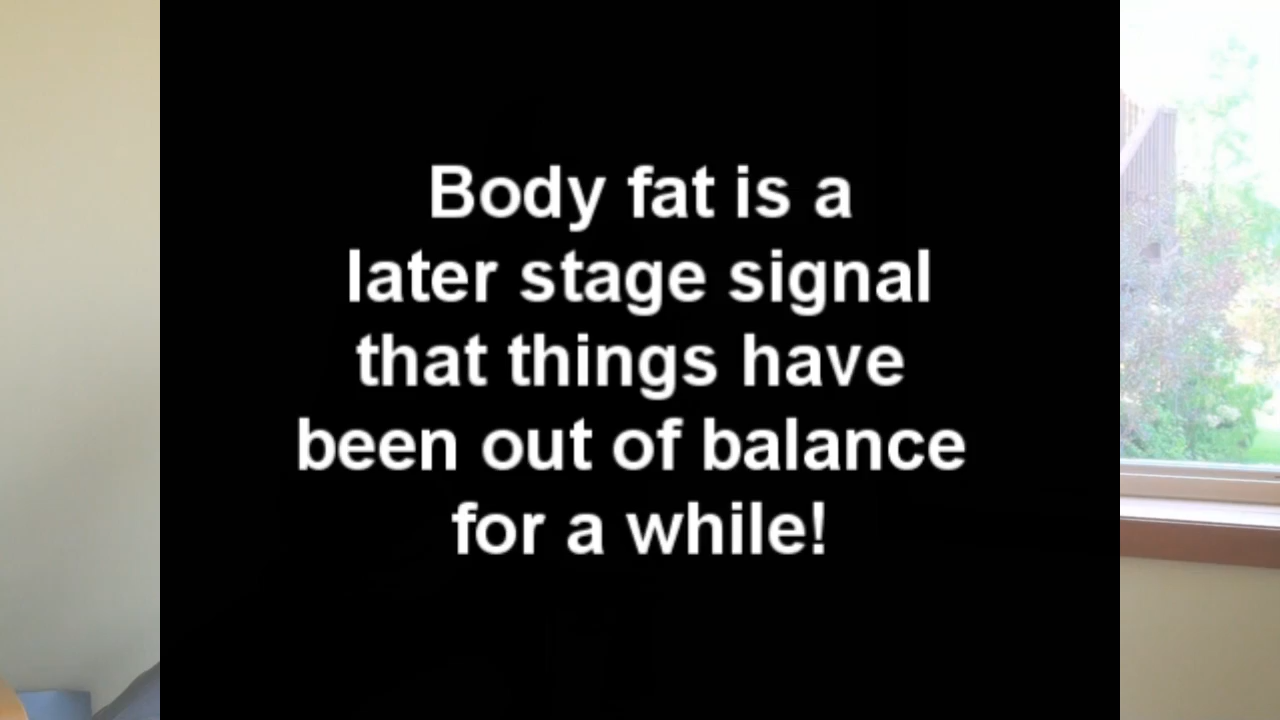 Body fat is a
later stage signal
that things have
been out of balance
for a while!